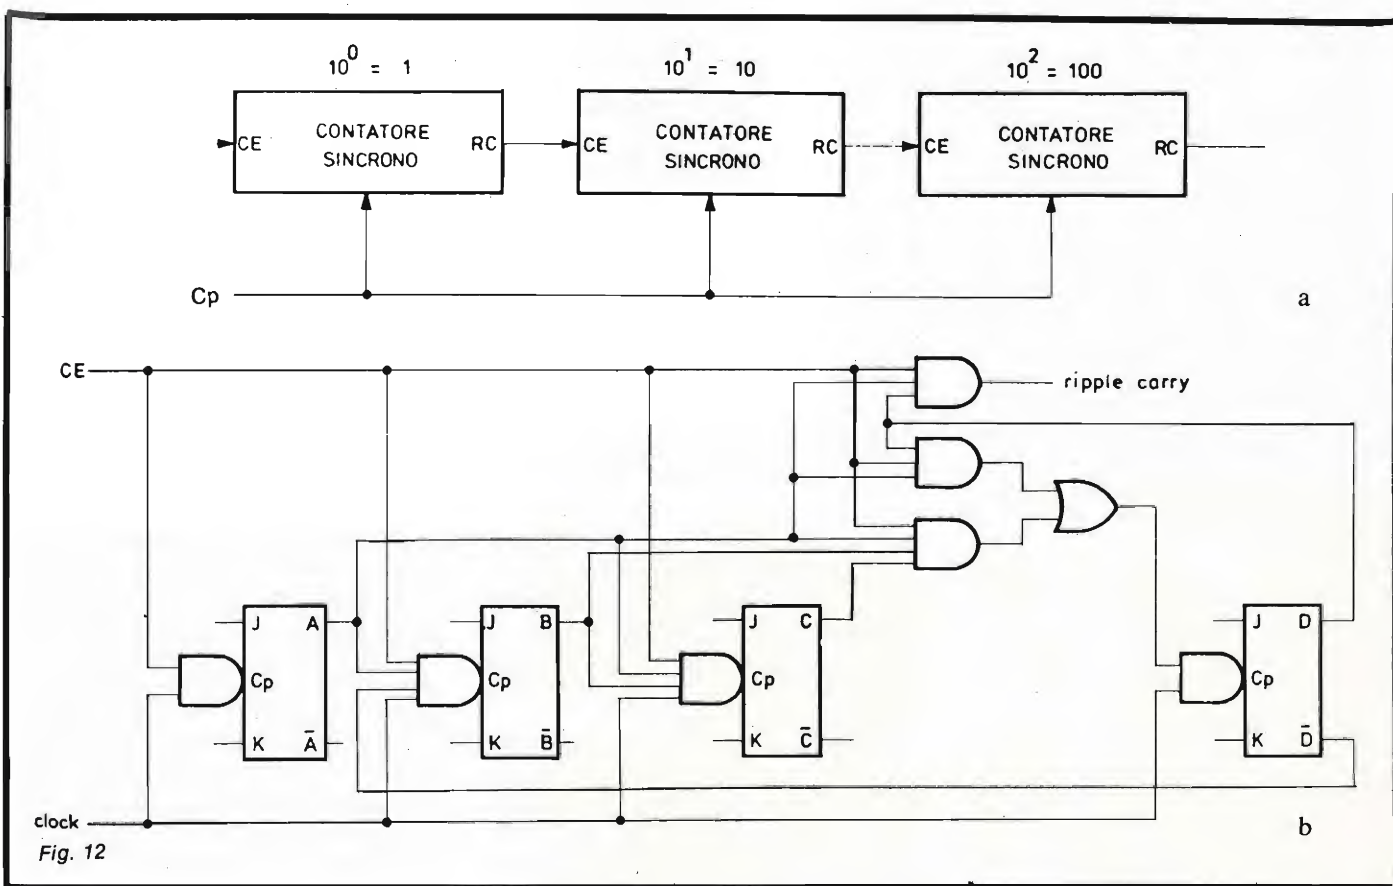 10⁰ = 1
10¹ = 10
10² = 100
CE CONTATORE SINCRONO RC
CE CONTATORE SINCRONO RC
CE CONTATORE SINCRONO RC
Cp
a
CE
ripple carry
J A
Cp
K A̅
J B
Cp
K B̅
J C
Cp
K C̅
J D
Cp
K D̅
clock
b
Fig. 12